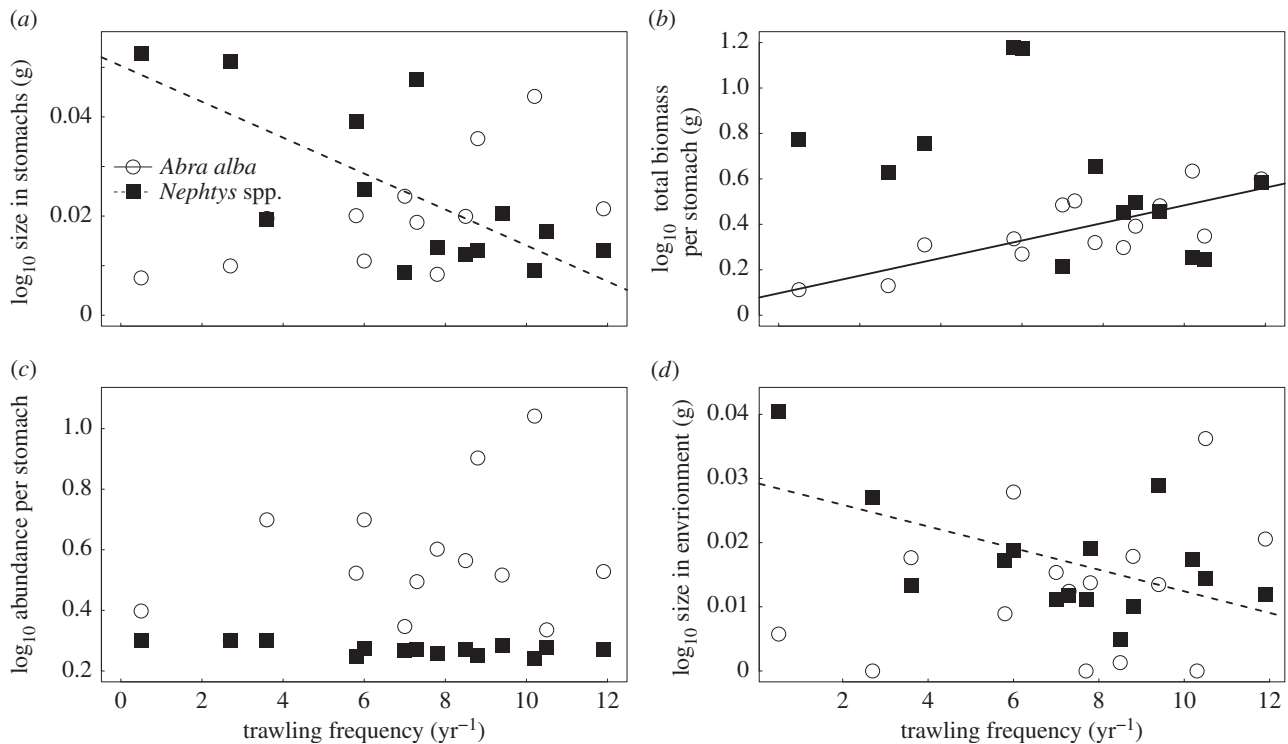 (a)
log₁₀ size in stomachs (g)
0.04
0.02
0
Abra alba
Nephtys spp.
(b)
log₁₀ total biomass
per stomach (g)
1.2
1.0
0.8
0.6
0.4
0.2
0
(c)
log₁₀ abundance per stomach
1.0
0.8
0.6
0.4
0.2
0 2 4 6 8 10 12
trawling frequency (yr⁻¹)
(d)
log₁₀ size in envrionment (g)
0.04
0.03
0.02
0.01
0
2 4 6 8 10 12
trawling frequency (yr⁻¹)